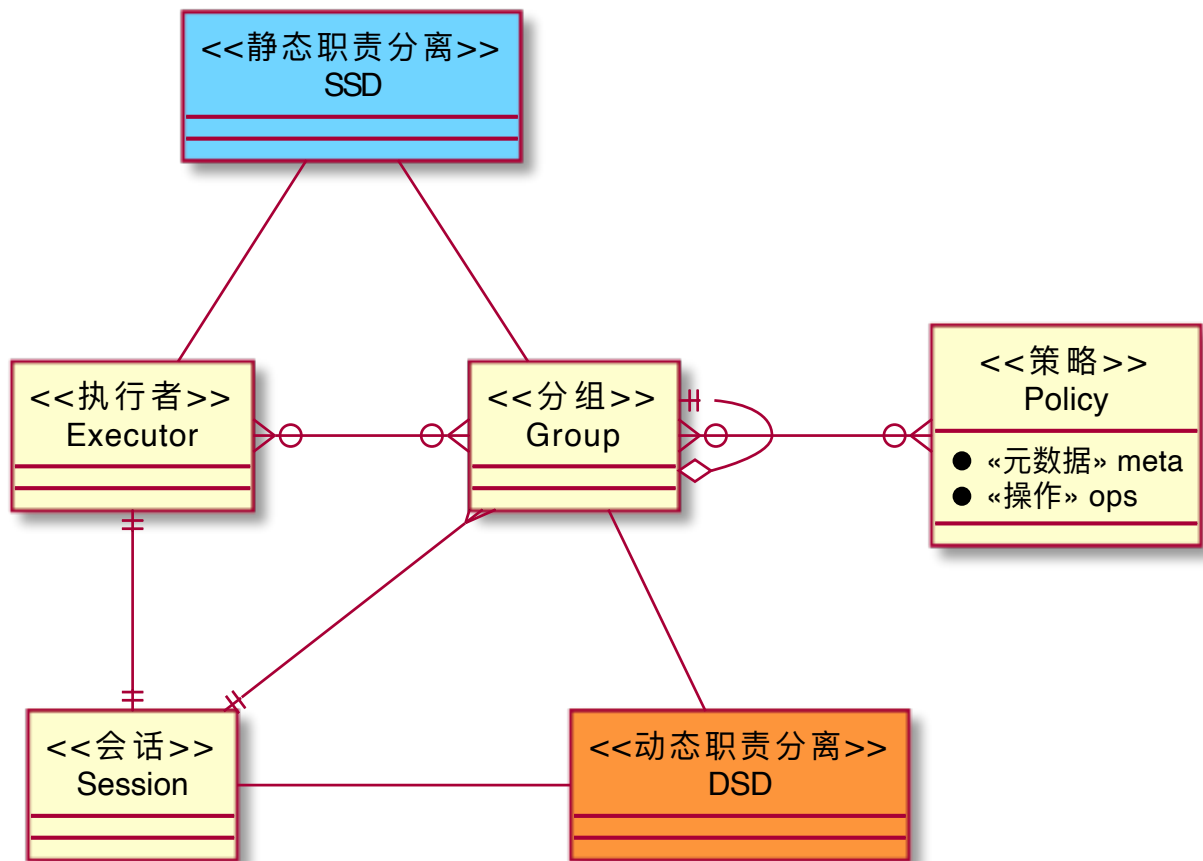 <<静态职责分离>>
SSD
<<执行者>>
Executor
<<分组>>
Group
<<策略>>
Policy
«元数据» meta
«操作» ops
<<会话>>
Session
<<动态职责分离>>
DSD